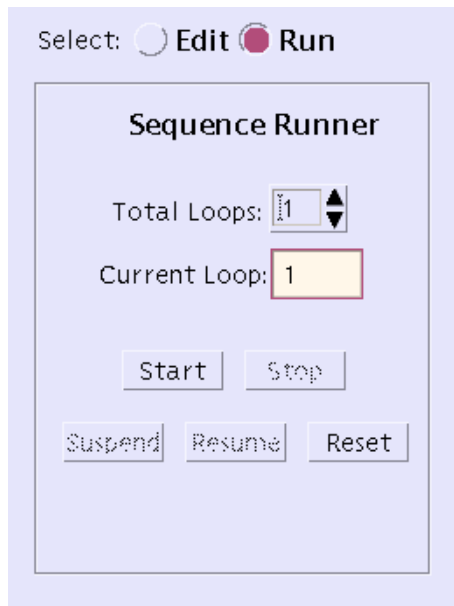 Select: Edit Run
Sequence Runner
Total Loops: 1
Current Loop: 1
Start Stop
Suspend Resume Reset